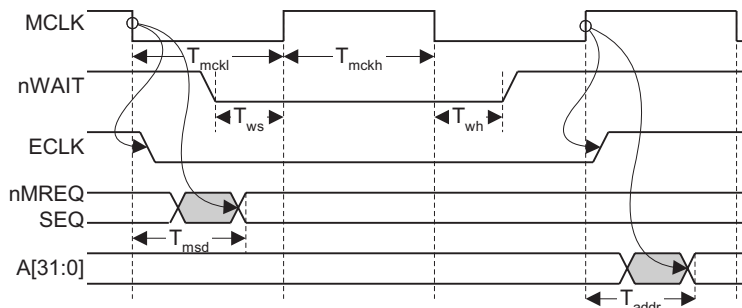 MCLK
Tmckl
Tmckh
nWAIT
Tws
Twh
ECLK
nMREQ
SEQ
Tmsd
A[31:0]
Taddr